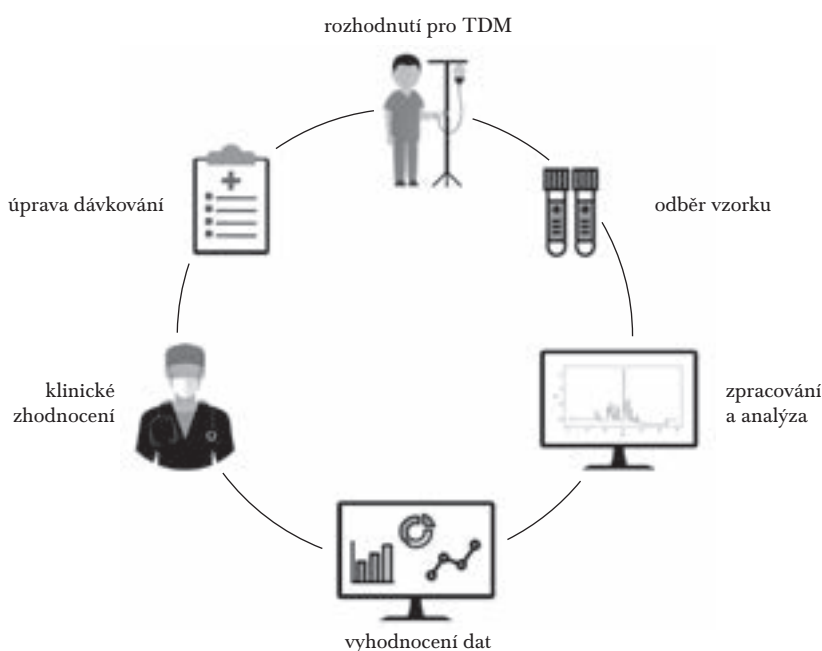 rozhodnutí pro TDM
odběr vzorku
zpracování
a analýza
vyhodnocení dat
klinické
zhodnocení
úprava dávkování